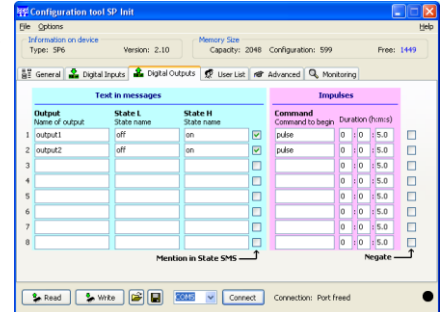 Configuration tool SP Init
File Options Help
Information on device Memory Size
Type: SP6 Version: 2.10 Capacity: 2048 Configuration: 599 Free: 1449
General Digital Inputs Digital Outputs User List Advanced Monitoring
Text in messages Impulses
Output State L State H Command
Name of output State name State name Command to begin Duration (h:m:s)
1 output1 off on pulse 0 : 0 : 5.0
2 output2 off on pulse 0 : 0 : 5.0
3 0 : 0 : 5.0
4 0 : 0 : 5.0
5 0 : 0 : 5.0
6 0 : 0 : 5.0
7 0 : 0 : 5.0
8 0 : 0 : 5.0
Mention in State SMS Negate
Read Write COM5 Connect Connection: Port freed